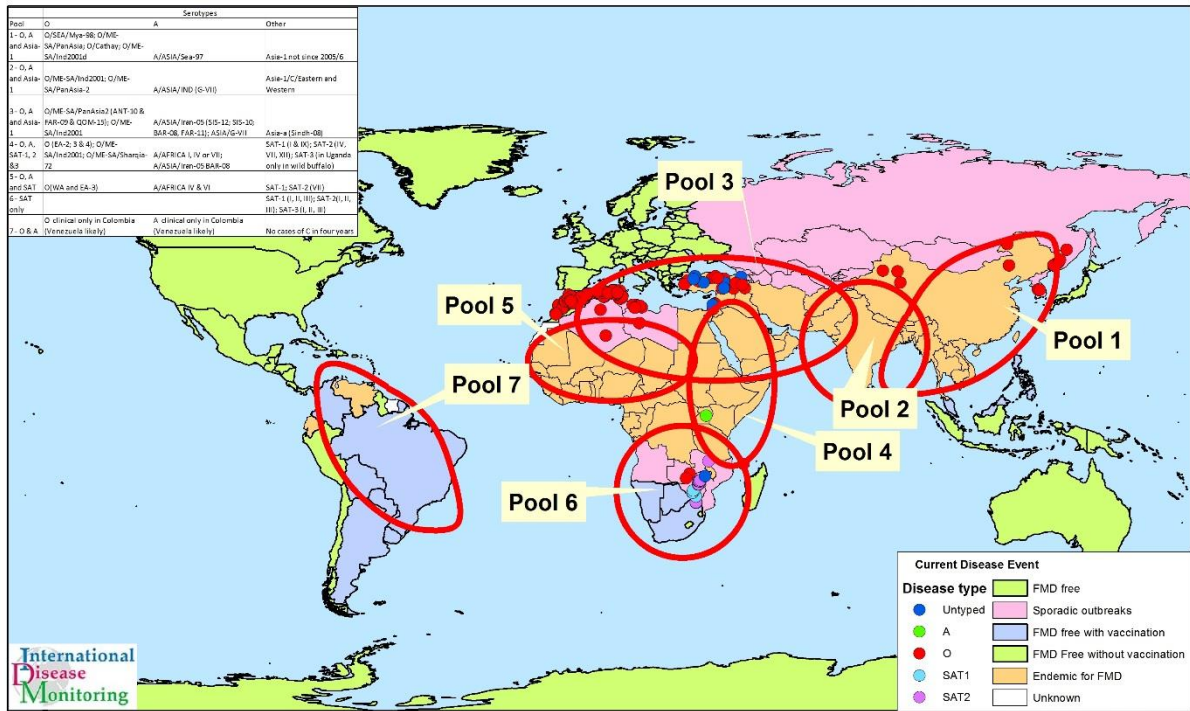 Serotypes
Pool O A Other
1 - O, A O/SEA/Mya-98; O/ME-
and Asia- SA/PanAsia; O/Cathay; O/ME-
1 SA/Ind2001d A/ASIA/Sea-97 Asia-1 not since 2005/6
2 - O, A
and Asia- O/ME-SA/Ind2001; O/ME- Asia-1/C/Eastern and
1 SA/PanAsia-2 A/ASIA/IND (G-VII) Western
3 - O, A O/ME-SA/PanAsia2 (ANT-10 &
and Asia- FAR-09 & QOM-15); O/ME- A/ASIA/Iran-05 (SIS-12; SIS-10;
1 SA/Ind2001 BAR-08, FAR-11); ASIA/G-VII Asia-a (Sindh-08)
4 - O, A, O (EA-2; 3 & 4); O/ME- SAT-1 (I & IX); SAT-2 (IV,
SAT-1, 2 SA/Ind2001; O/ME-SA/Sharqia- A/AFRICA I, IV or VII; VII, XII); SAT-3 (in Uganda
&3 72 A/ASIA/Iran-05 BAR-08 only in wild buffalo)
5 - O, A
and SAT O(WA and EA-3) A/AFRICA IV & VI SAT-1; SAT-2 (VII)
6 - SAT SAT-1 (I, II, III); SAT-2(I, II,
only III); SAT-3 (I, II, III)
O clinical only in Colombia A clinical only in Colombia
7 - O & A (Venezuela likely) (Venezuela likely) No cases of C in four years
Pool 3
Pool 5
Pool 1
Pool 7
Pool 2
Pool 4
Pool 6
Current Disease Event
Disease type FMD free
Untyped Sporadic outbreaks
A FMD free with vaccination
O FMD Free without vaccination
SAT1 Endemic for FMD
SAT2 Unknown
International
Disease
Monitoring